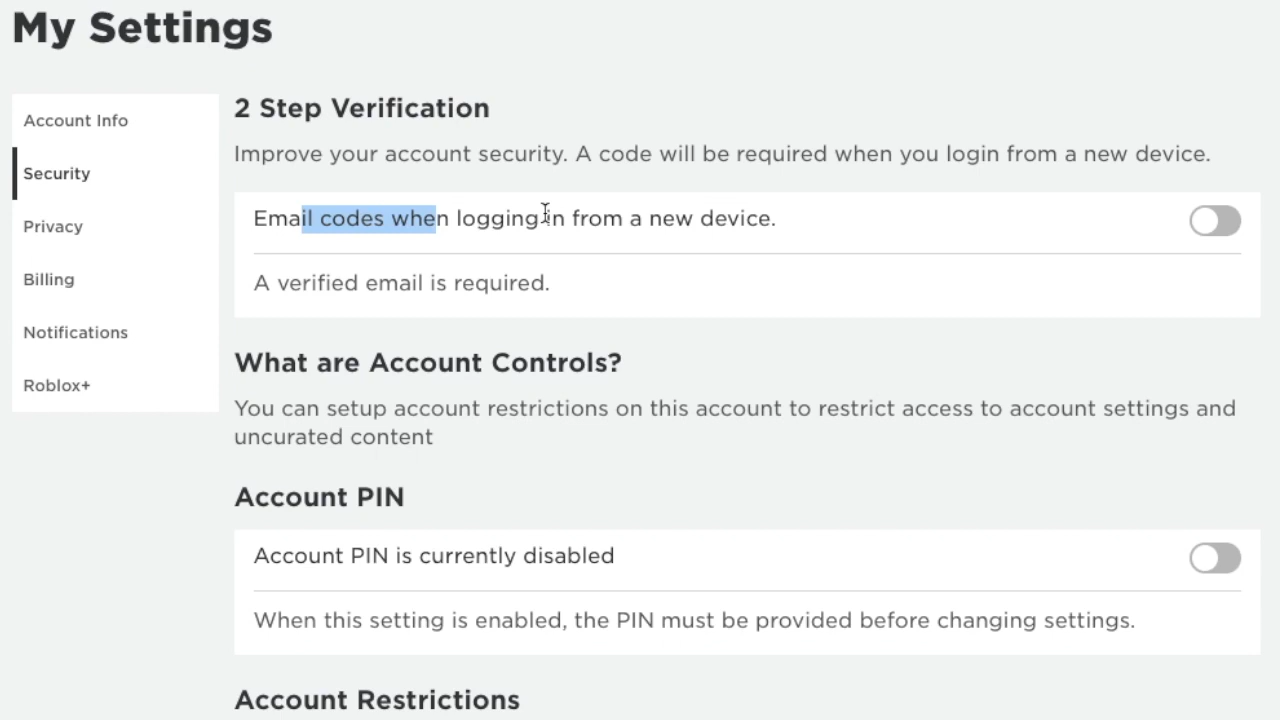 My Settings
Account Info
Security
Privacy
Billing
Notifications
Roblox+
2 Step Verification
Improve your account security. A code will be required when you login from a new device.
Email codes when logging in from a new device.
A verified email is required.
What are Account Controls?
You can setup account restrictions on this account to restrict access to account settings and
uncurated content
Account PIN
Account PIN is currently disabled
When this setting is enabled, the PIN must be provided before changing settings.
Account Restrictions